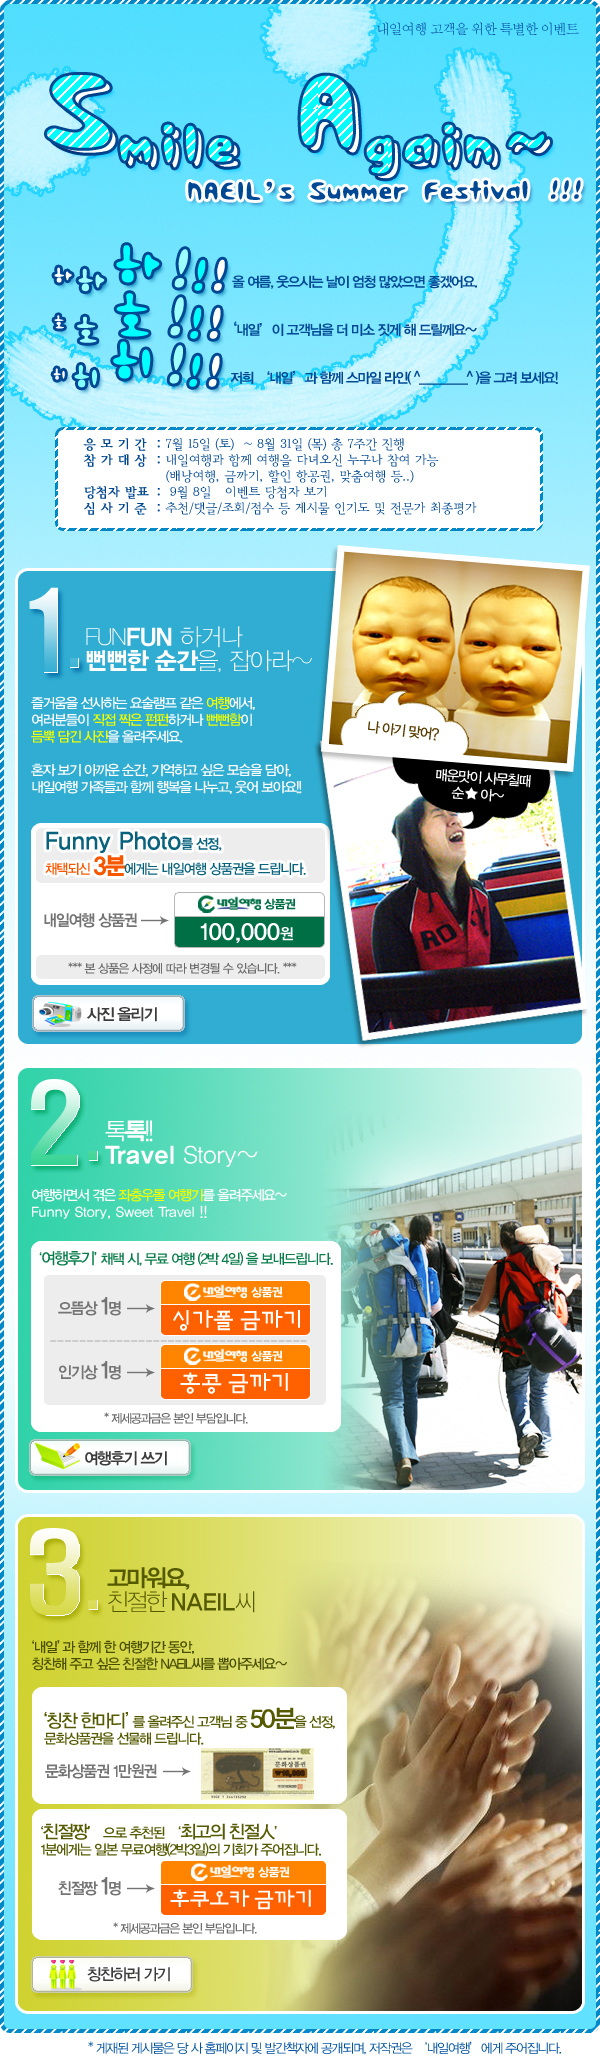 내일여행 고객을 위한 특별한 이벤트
Smile Again~
NAEIL's Summer Festival !!!
하하하!!! 올 여름, 웃으시는 날이 엄청 많았으면 좋겠어요.
호호호!!! '내일' 이 고객님을 더 미소 짓게 해 드릴께요~
히히히!!! 저희 '내일' 과 함께 스마일 라인( ^______^ )을 그려 보세요!
응 모 기 간 : 7월 15일 (토) ~ 8월 31일 (목) 총 7주간 진행
참 가 대 상 : 내일여행과 함께 여행을 다녀오신 누구나 참여 가능
(배낭여행, 금까기, 할인 항공권, 맞춤여행 등..)
당첨자 발표 : 9월 8일 이벤트 당첨자 보기
심 사 기 준 : 추천/댓글/조회/점수 등 게시물 인기도 및 전문가 최종평가
1.
FUNFUN 하거나
뻔뻔한 순간을, 잡아라~
즐거움을 선사하는 요술램프 같은 여행에서,
여러분들이 직접 찍은 펀펀하거나 뻔뻔함이
듬뿍 담긴 사진을 올려주세요.
혼자 보기 아까운 순간, 기억하고 싶은 모습을 담아,
내일여행 가족들과 함께 행복을 나누고, 웃어 보아요!!
나 아기 맞어?
매운맛이 사무칠때
순★아~
Funny Photo를 선정,
채택되신 3분에게는 내일여행 상품권을 드립니다.
내일여행 상품권
내일여행 상품권
100,000원
*** 본 상품은 사정에 따라 변경될 수 있습니다. ***
사진 올리기
2.
톡톡!!
Travel Story~
여행하면서 겪은 좌충우돌 여행기를 올려주세요~
Funny Story, Sweet Travel !!
'여행후기' 채택 시, 무료 여행 (2박 4일) 을 보내드립니다.
으뜸상 1명
내일여행 상품권
싱가폴 금까기
인기상 1명
내일여행 상품권
홍콩 금까기
* 제세공과금은 본인 부담입니다.
여행후기 쓰기
3.
고마워요,
친절한 NAEIL씨
'내일' 과 함께 한 여행기간 동안,
칭찬해 주고 싶은 친절한 NAEIL씨를 뽑아주세요~
'칭찬 한마디' 를 올려주신 고객님 중 50분을 선정,
문화상품권을 선물해 드립니다.
문화상품권 1만원권
문화상품권
₩10,000
'친절짱' 으로 추천된 '최고의 친절人'
1분에게는 일본 무료여행(2박3일)의 기회가 주어집니다.
친절짱 1명
내일여행 상품권
후쿠오카 금까기
* 제세공과금은 본인 부담입니다.
칭찬하러 가기
* 게재된 게시물은 당 사 홈페이지 및 발간책자에 공개되며, 저작권은 '내일여행' 에게 주어집니다.